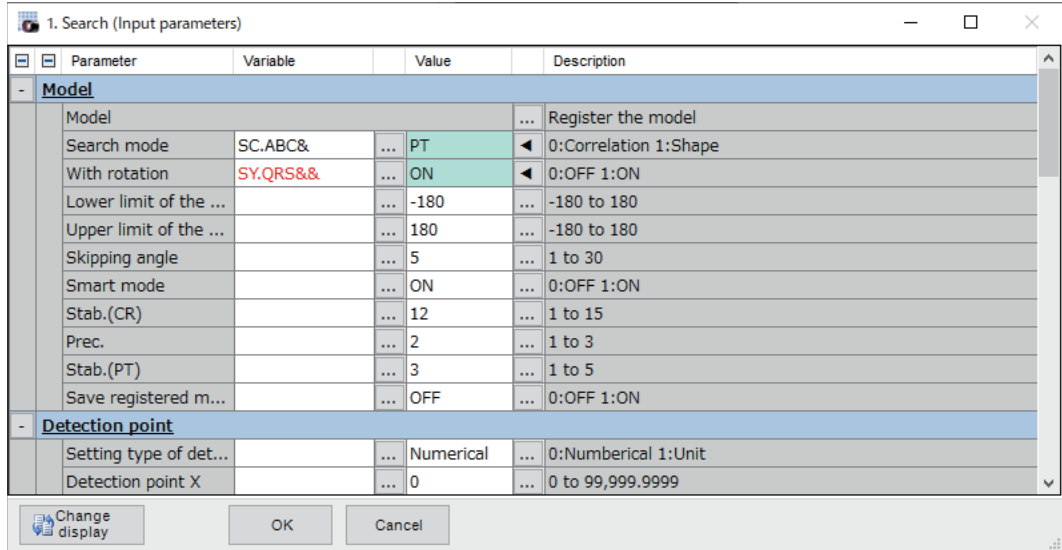 1. Search (Input parameters)
Parameter Variable Value Description
- Model
Model ... Register the model
Search mode SC.ABC& ... PT ◄ 0:Correlation 1:Shape
With rotation SY.QRS&& ... ON ◄ 0:OFF 1:ON
Lower limit of the ... ... -180 ... -180 to 180
Upper limit of the ... ... 180 ... -180 to 180
Skipping angle ... 5 ... 1 to 30
Smart mode ... ON ... 0:OFF 1:ON
Stab.(CR) ... 12 ... 1 to 15
Prec. ... 2 ... 1 to 3
Stab.(PT) ... 3 ... 1 to 5
Save registered m... ... OFF ... 0:OFF 1:ON
- Detection point
Setting type of det... ... Numerical ... 0:Numberical 1:Unit
Detection point X ... 0 ... 0 to 99,999.9999
Change
display OK Cancel